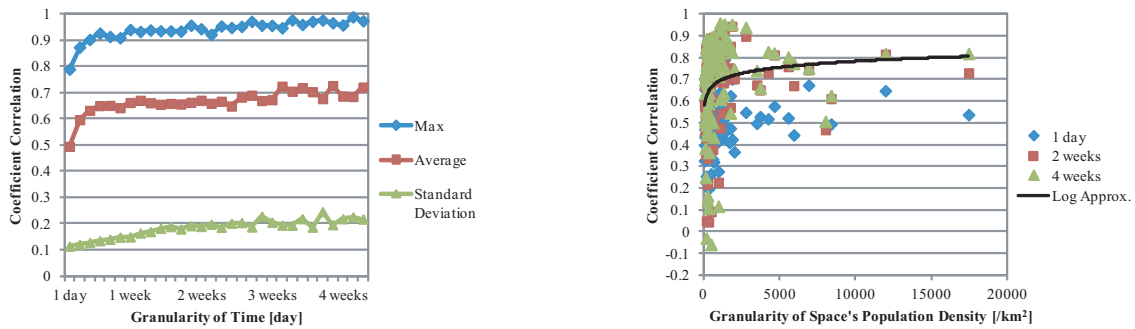 1
0.9
0.8
0.7
0.6
0.5
0.4
0.3
0.2
0.1
0
Coefficient Correlation
1 day
1 week
2 weeks
3 weeks
4 weeks
Granularity of Time [day]
Max
Average
Standard
Deviation
1
0.9
0.8
0.7
0.6
0.5
0.4
0.3
0.2
0.1
0
-0.1
-0.2
Coefficient Correlation
0
5000
10000
15000
20000
Granularity of Space's Population Density [/km²]
1 day
2 weeks
4 weeks
Log Approx.